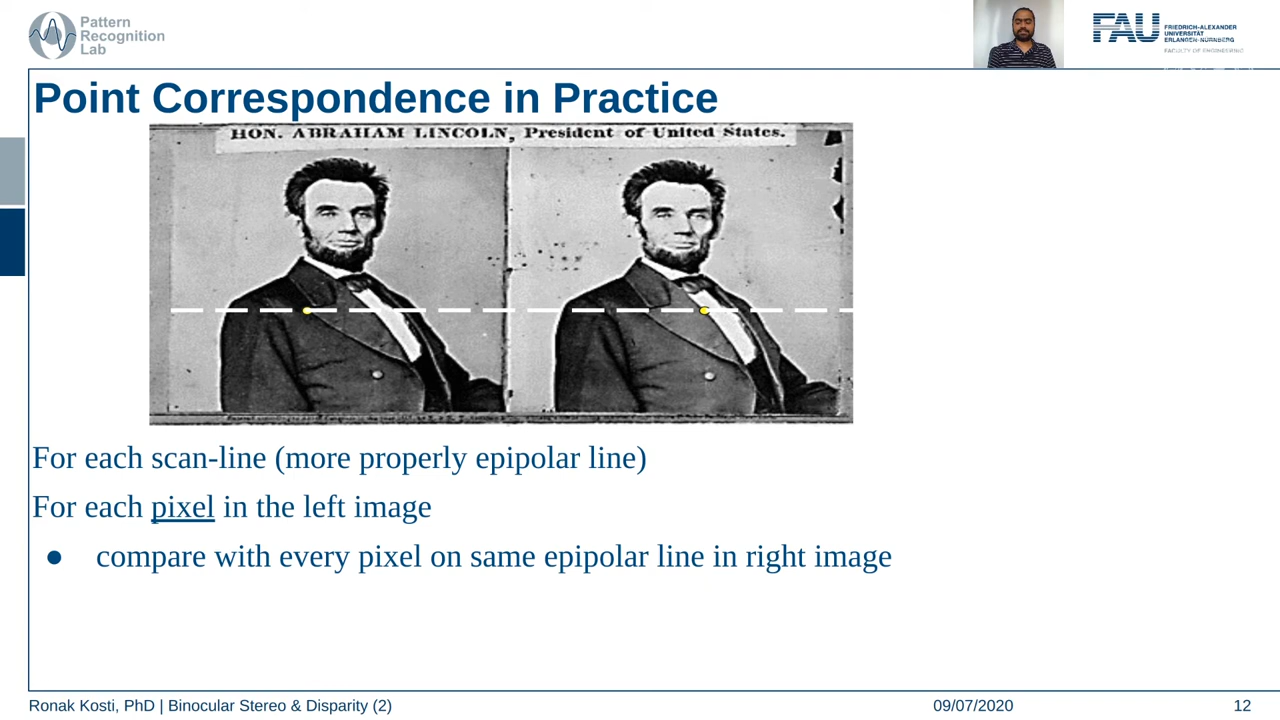 Pattern
Recognition
Lab
FAU
FRIEDRICH-ALEXANDER
UNIVERSITÄT
ERLANGEN-NÜRNBERG
FACULTY OF ENGINEERING
Point Correspondence in Practice
HON. ABRAHAM LINCOLN, President of United States.
For each scan-line (more properly epipolar line)
For each pixel in the left image
● compare with every pixel on same epipolar line in right image
Ronak Kosti, PhD | Binocular Stereo & Disparity (2)
09/07/2020
12